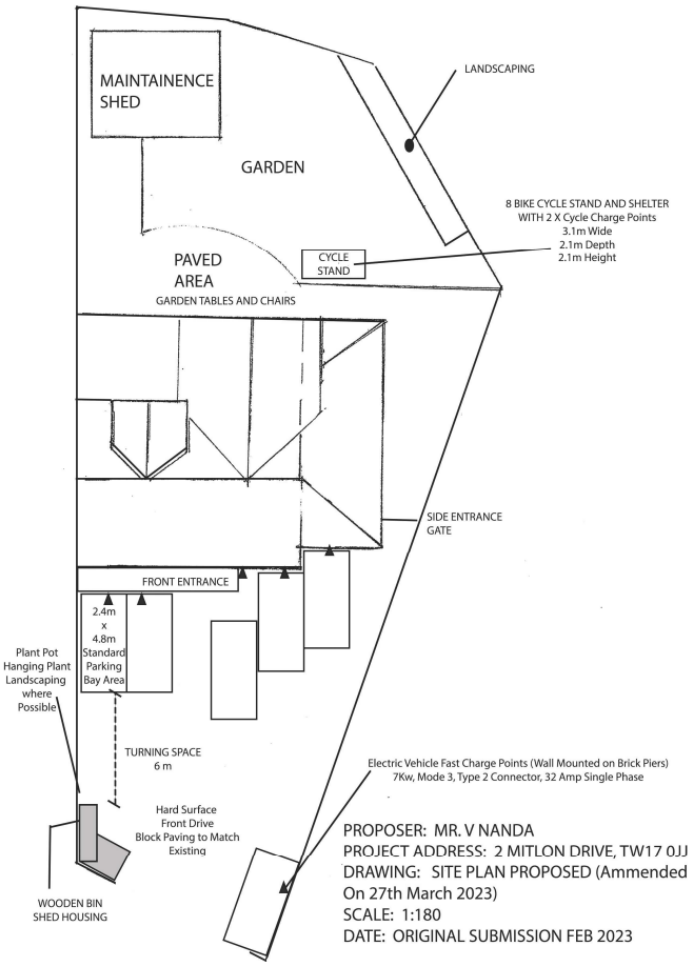 MAINTAINENCE
SHED
LANDSCAPING
GARDEN
8 BIKE CYCLE STAND AND SHELTER
WITH 2 X Cycle Charge Points
3.1m Wide
2.1m Depth
2.1m Height
CYCLE
STAND
PAVED
AREA
GARDEN TABLES AND CHAIRS
SIDE ENTRANCE
GATE
FRONT ENTRANCE
2.4m
x
4.8m
Standard
Parking
Bay Area
Plant Pot
Hanging Plant
Landscaping
where
Possible
TURNING SPACE
6 m
Electric Vehicle Fast Charge Points (Wall Mounted on Brick Piers)
7Kw, Mode 3, Type 2 Connector, 32 Amp Single Phase
Hard Surface
Front Drive
Block Paving to Match
Existing
WOODEN BIN
SHED HOUSING
PROPOSER: MR. V NANDA
PROJECT ADDRESS: 2 MITLON DRIVE, TW17 0JJ
DRAWING: SITE PLAN PROPOSED (Ammended
On 27th March 2023)
SCALE: 1:180
DATE: ORIGINAL SUBMISSION FEB 2023